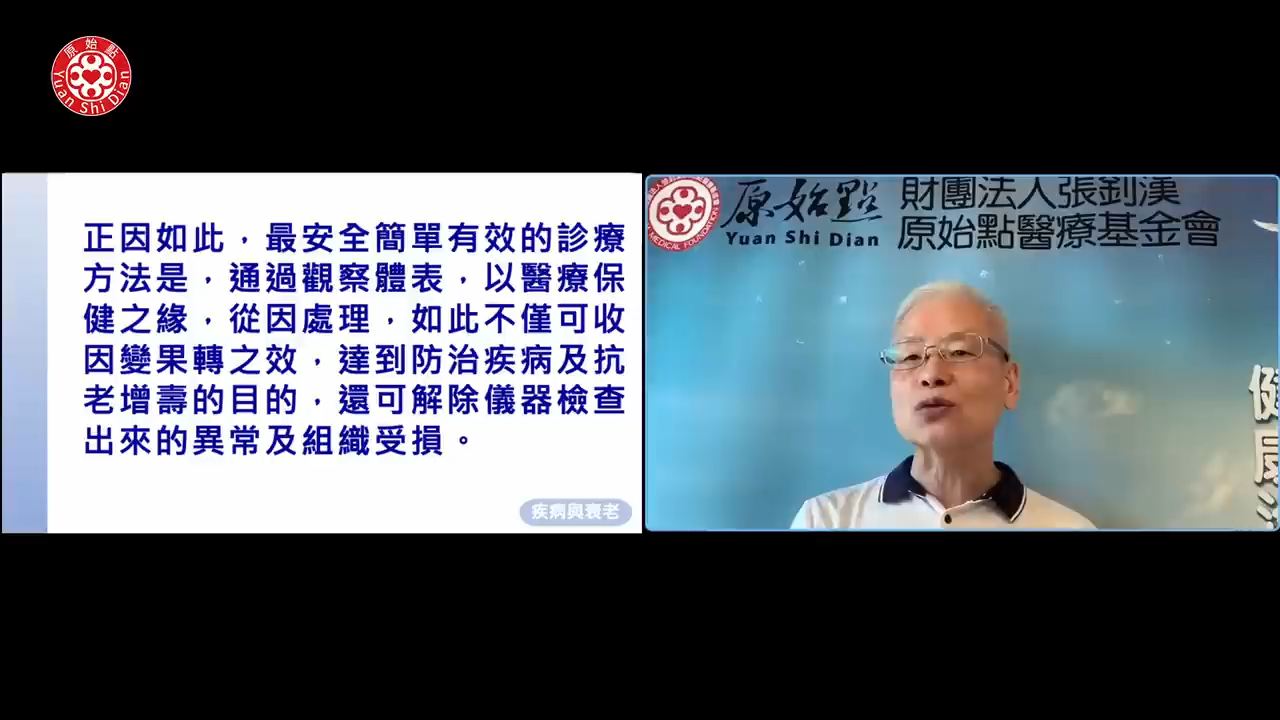 原始點
Yuan Shi Dian
正因如此，最安全簡單有效的診療
方法是，通過觀察體表，以醫療保
健之緣，從因處理，如此不僅可收
因變果轉之效，達到防治疾病及抗
老增壽的目的，還可解除儀器檢查
出來的異常及組織受損。
疾病與衰老
原始點
Yuan Shi Dian
財團法人張釗漢
原始點醫療基金會
MEDICAL FOUNDATION
健康